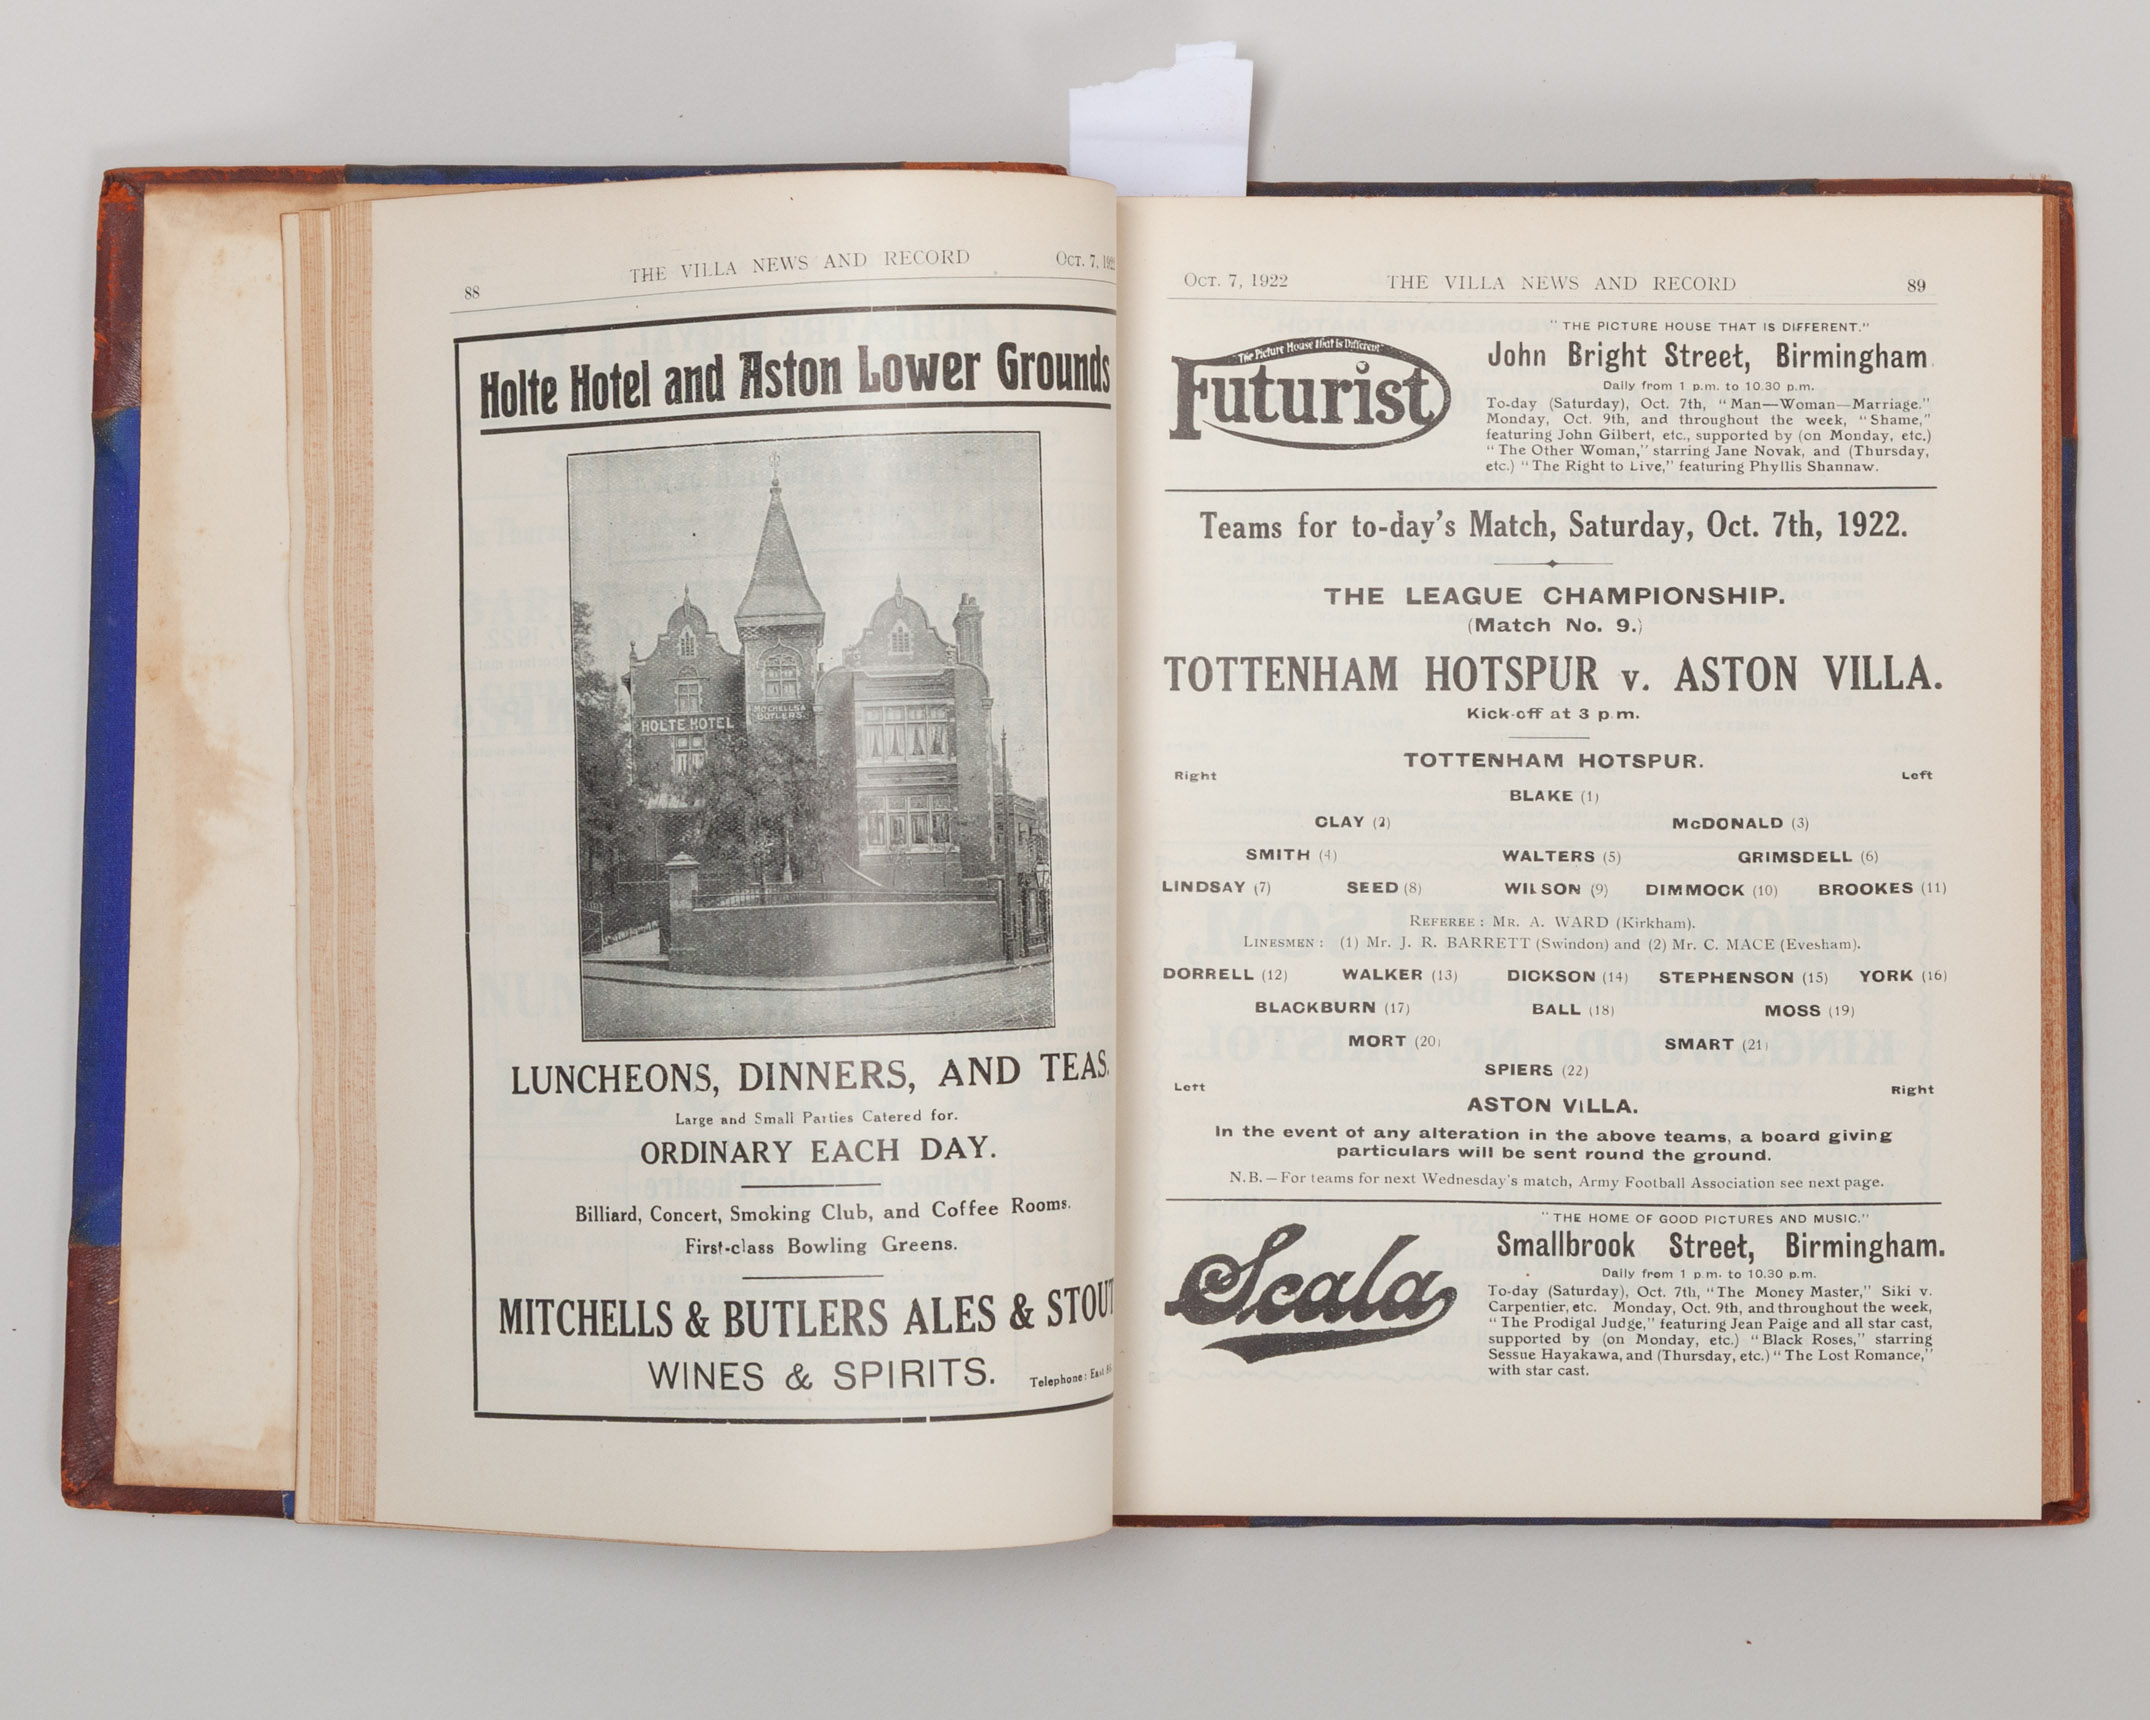 88
THE VILLA NEWS AND RECORD
Oct. 7,
Holte Hotel and Aston Lower Grounds
HOLTE HOTEL
MITCHELLS &
BUTLERS.
LUNCHEONS, DINNERS, AND TEAS.
Large and Small Parties Catered for.
ORDINARY EACH DAY.
Billiard, Concert, Smoking Club, and Coffee Rooms.
First-class Bowling Greens.
MITCHELLS & BUTLERS ALES & STOUT
WINES & SPIRITS.
Telephone: East
Oct. 7, 1922
THE VILLA NEWS AND RECORD
89
"The Picture House that is Different"
Futurist
"THE PICTURE HOUSE THAT IS DIFFERENT."
John Bright Street, Birmingham
Daily from 1 p.m. to 10.30 p.m.
To-day (Saturday), Oct. 7th, "Man—Woman—Marriage."
Monday, Oct. 9th, and throughout the week, "Shame,"
featuring John Gilbert, etc., supported by (on Monday, etc.)
"The Other Woman," starring Jane Novak, and (Thursday,
etc.) "The Right to Live," featuring Phyllis Shannaw.
Teams for to-day's Match, Saturday, Oct. 7th, 1922.
THE LEAGUE CHAMPIONSHIP.
(Match No. 9.)
TOTTENHAM HOTSPUR v. ASTON VILLA.
Kick-off at 3 p.m.
TOTTENHAM HOTSPUR.
Right Left
BLAKE (1)
CLAY (2) McDONALD (3)
SMITH (4) WALTERS (5) GRIMSDELL (6)
LINDSAY (7) SEED (8) WILSON (9) DIMMOCK (10) BROOKES (11)
Referee: Mr. A. WARD (Kirkham).
Linesmen: (1) Mr. J. R. BARRETT (Swindon) and (2) Mr. C. MACE (Evesham).
DORRELL (12) WALKER (13) DICKSON (14) STEPHENSON (15) YORK (16)
BLACKBURN (17) BALL (18) MOSS (19)
MORT (20) SMART (21)
SPIERS (22)
Left Right
ASTON VILLA.
In the event of any alteration in the above teams, a board giving
particulars will be sent round the ground.
N.B.—For teams for next Wednesday's match, Army Football Association see next page.
Scala
"THE HOME OF GOOD PICTURES AND MUSIC."
Smallbrook Street, Birmingham.
Daily from 1 p.m. to 10.30 p.m.
To-day (Saturday), Oct. 7th, "The Money Master," Siki v.
Carpentier, etc. Monday, Oct. 9th, and throughout the week,
"The Prodigal Judge," featuring Jean Paige and all star cast,
supported by (on Monday, etc.) "Black Roses," starring
Sessue Hayakawa, and (Thursday, etc.) "The Lost Romance,"
with star cast.